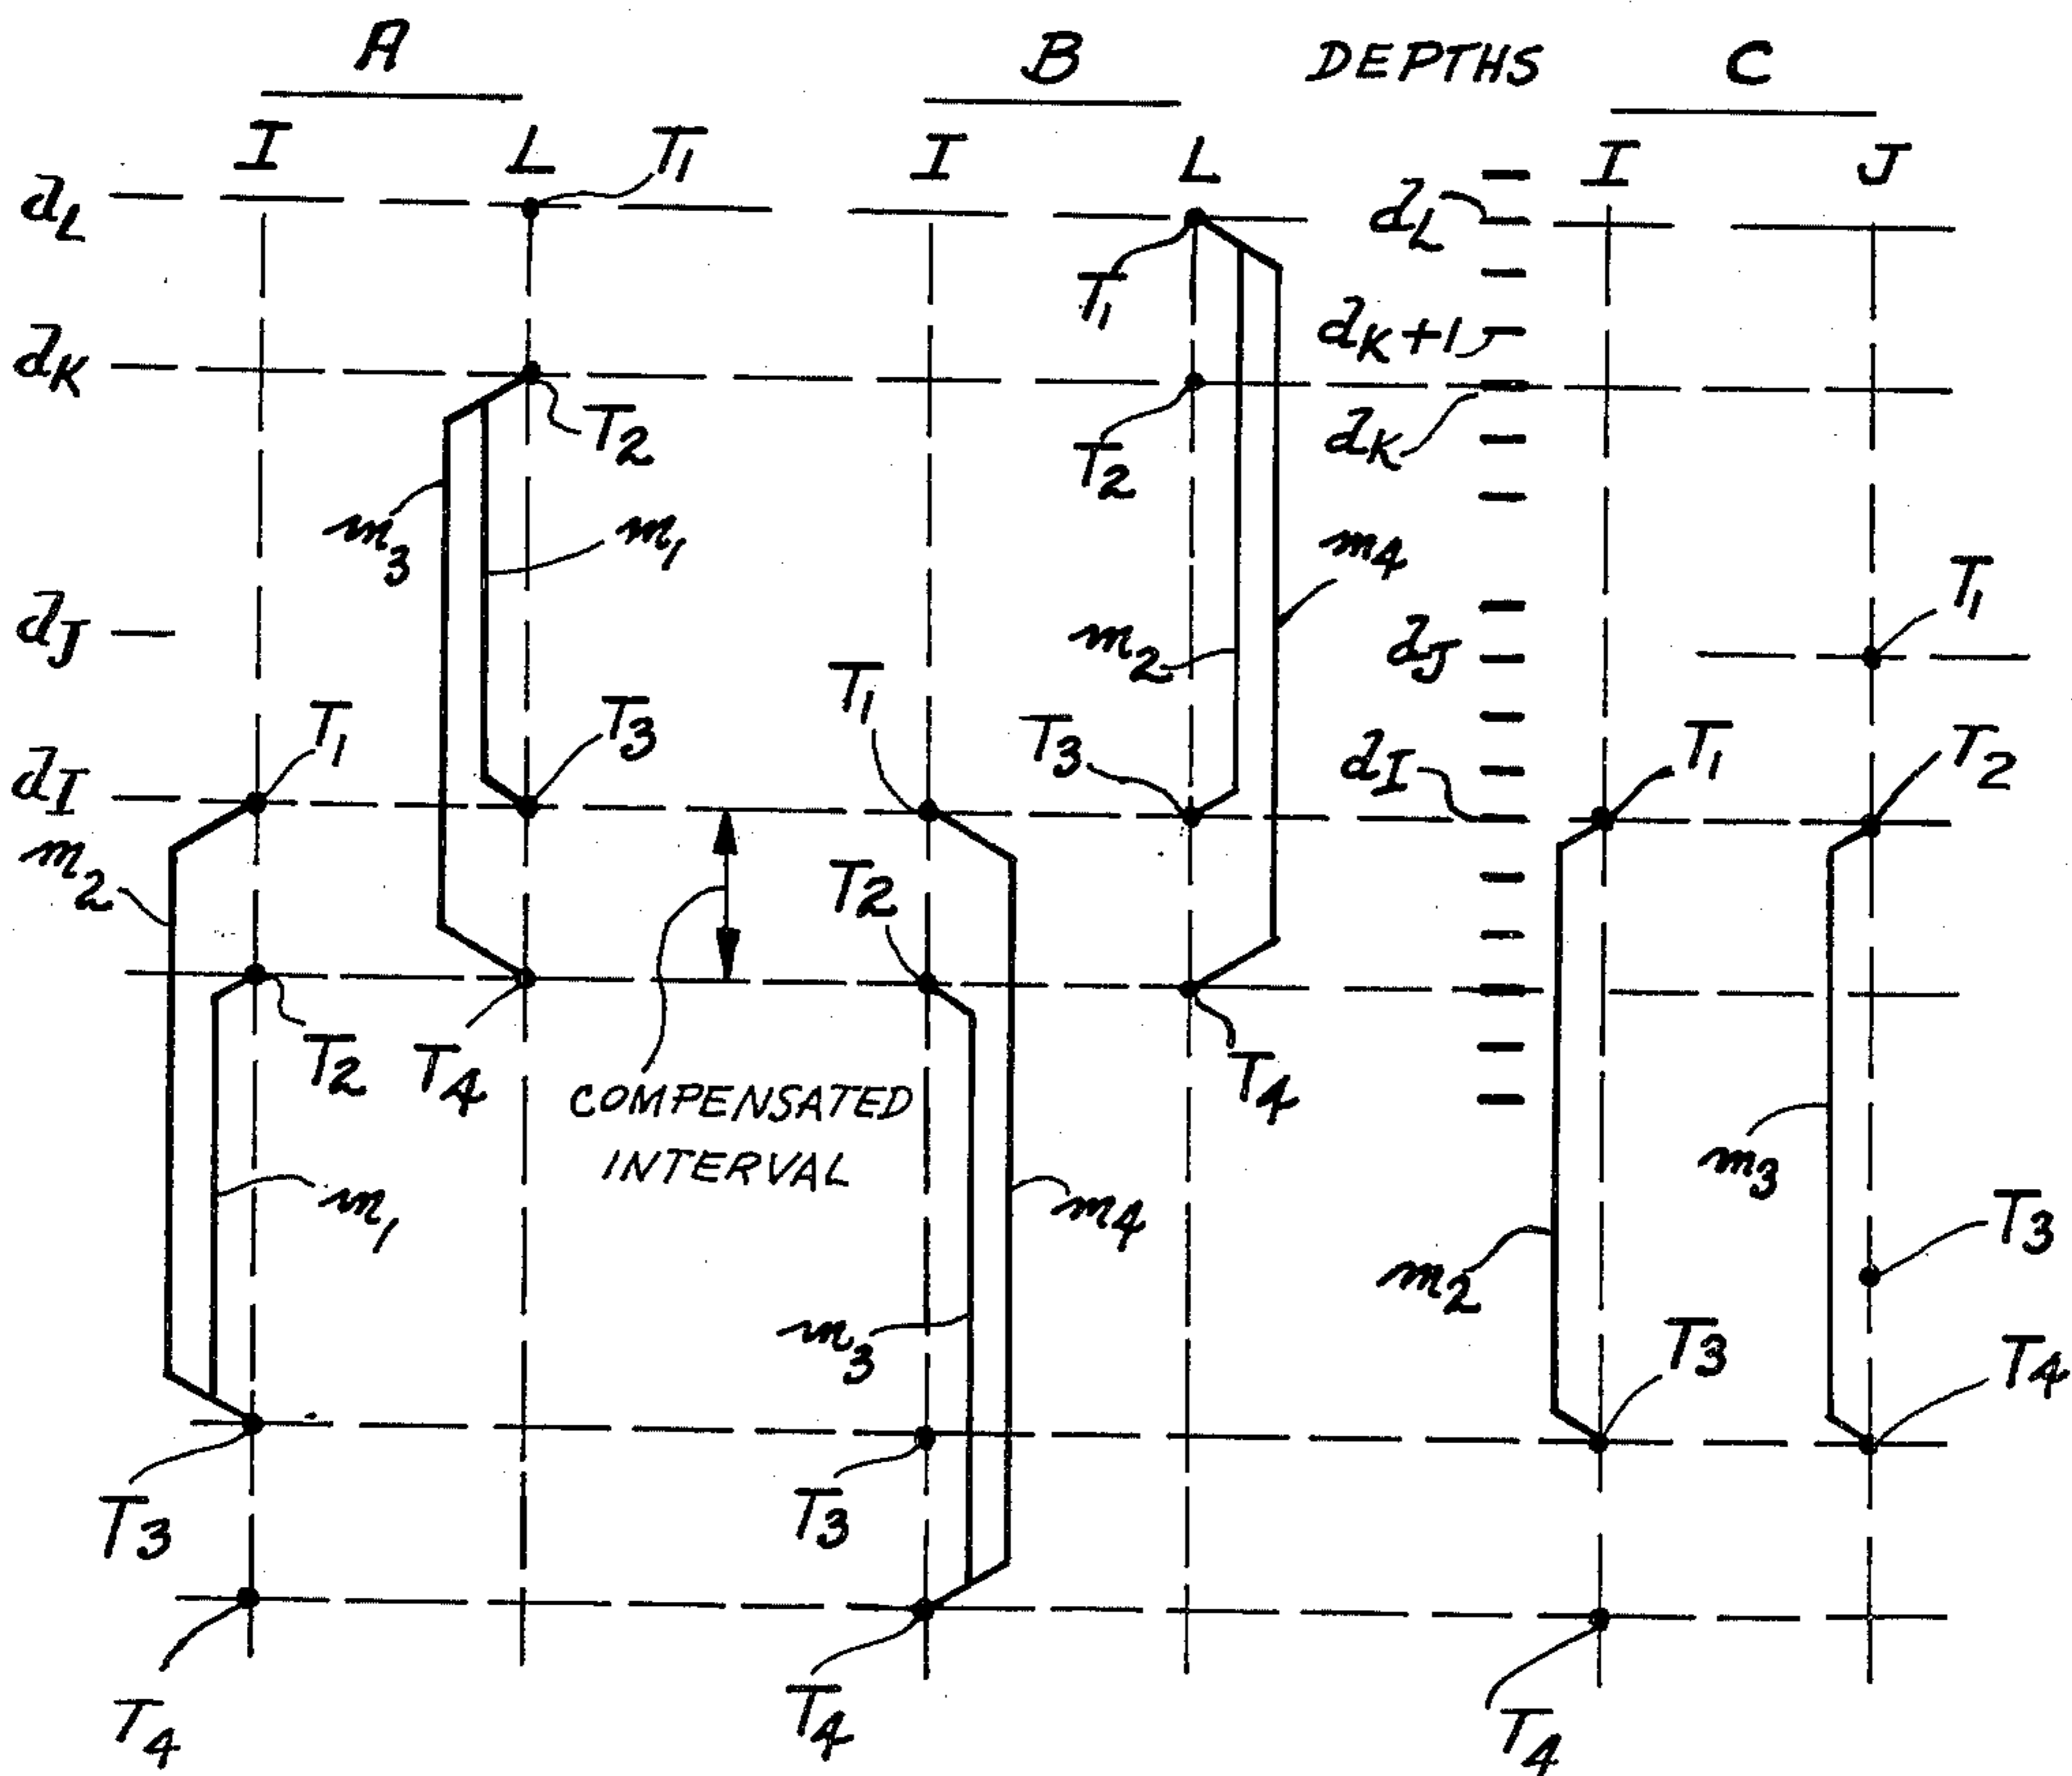 A B DEPTHS C
I L T1 I L I J
dL dL
T1
dK+1
dK T2 T2 dK
m3 m1 m4
dJ m2 dJ T1
T1 T3 T1 T3 T1 T2
dI dI
m2 T2
T2 T4 T4
COMPENSATED
INTERVAL
m1 m4 m3 T3
m3 m2 T3 T4
T3 T3
T4 T4 T4